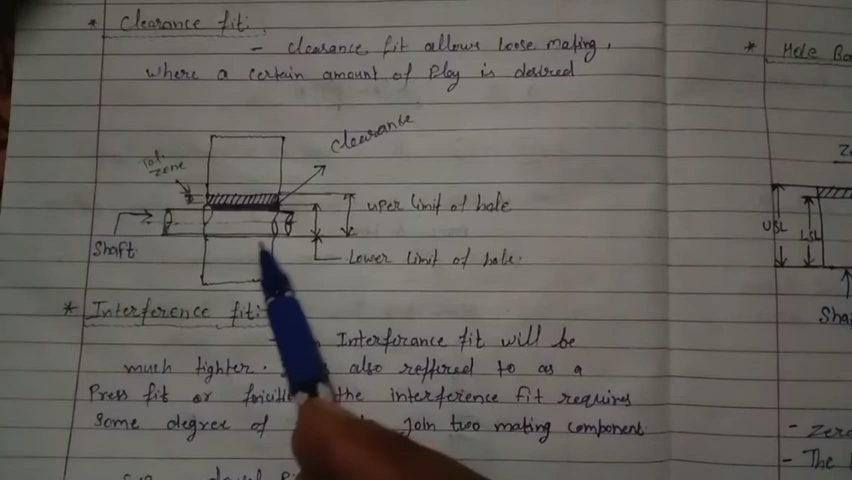 * Clearance fit:
- clearance fit allows loose mating,
where a certain amount of Play is desired
Clearance
Tol.
zone
uper limit of hole
Shaft
Lower limit of hole.
* Interference fit:
Interferance fit will be
much tighter. also reffered to as a
Press fit or the interference fit requires
Some degree of Join two mating component
* Hole Ba
USL
LSL
Sha
- Zero
- The